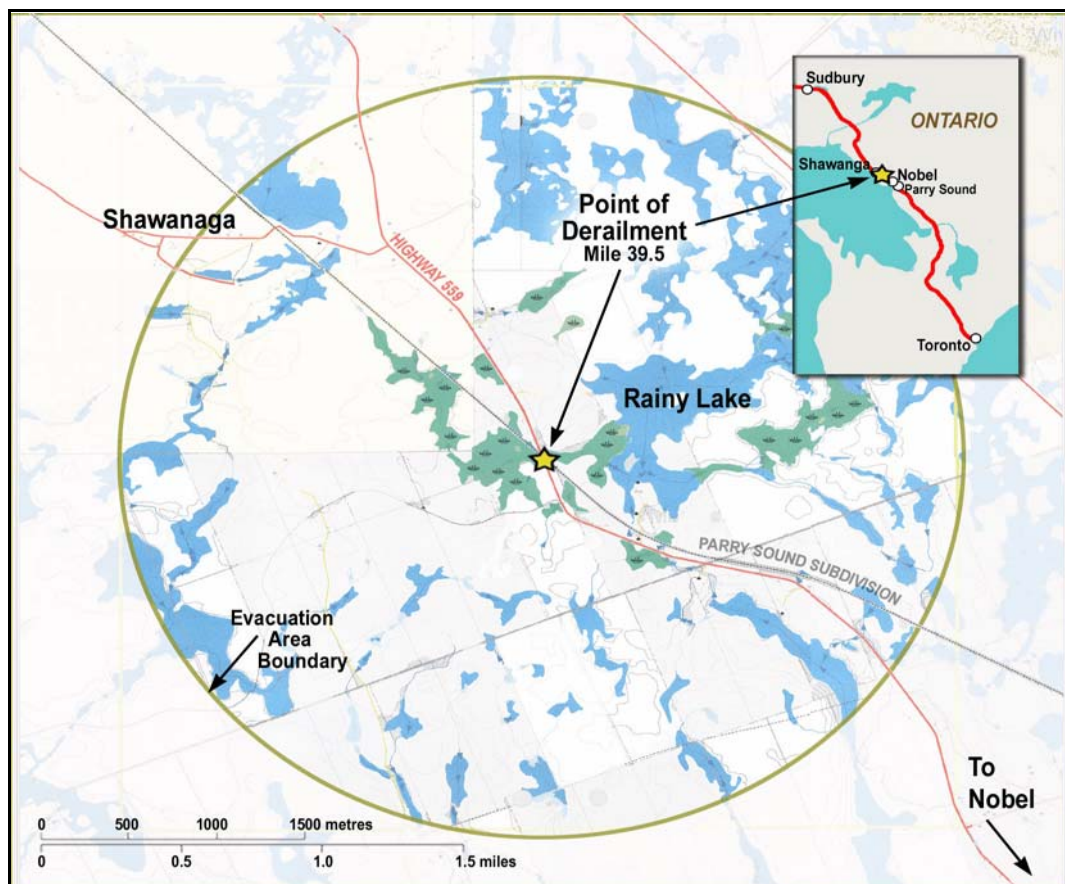 Sudbury
ONTARIO
Shawanga
Nobel
Parry Sound
Toronto
Shawanaga
HIGHWAY 559
Point of
Derailment
Mile 39.5
Rainy Lake
PARRY SOUND SUBDIVISION
Evacuation
Area
Boundary
To
Nobel
0 500 1000 1500 metres
0 0.5 1.0 1.5 miles